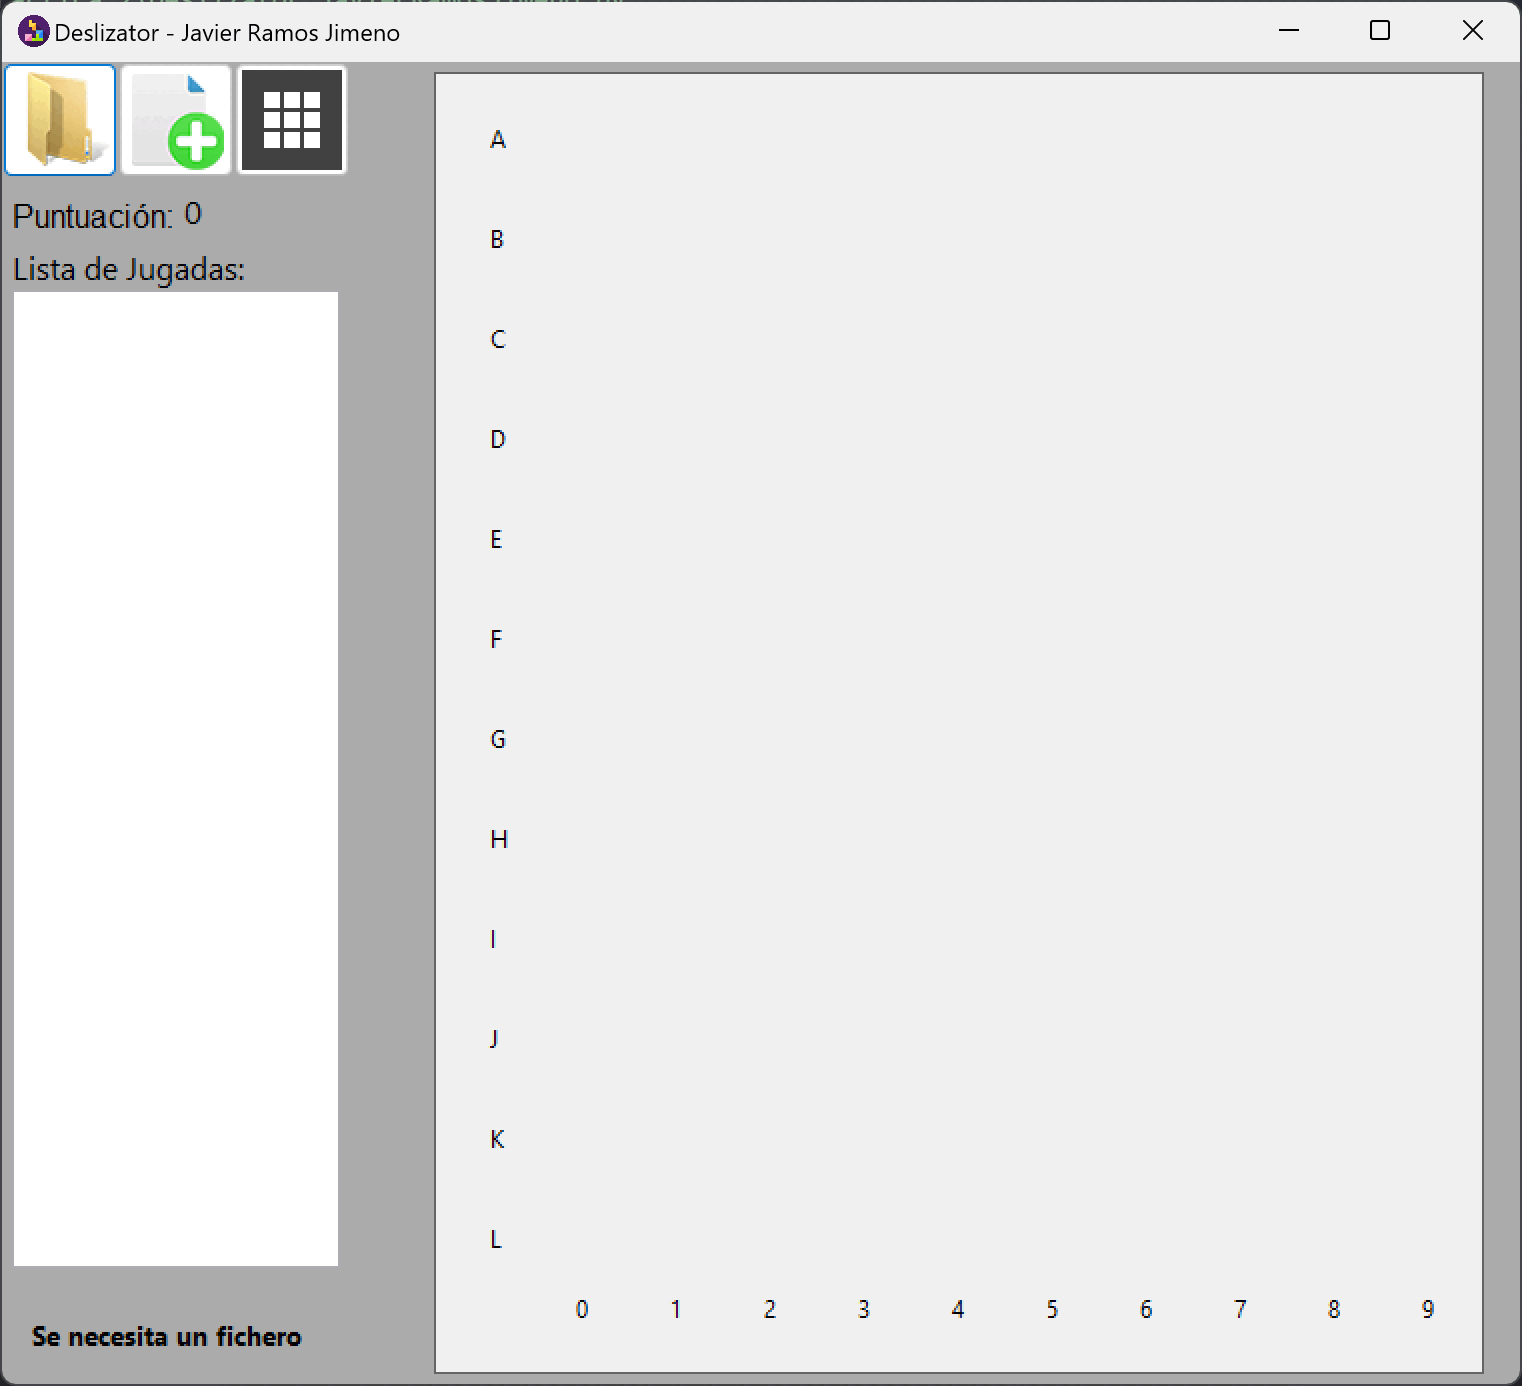 Deslizator - Javier Ramos Jimeno
Puntuación: 0
Lista de Jugadas:
Se necesita un fichero
A
B
C
D
E
F
G
H
I
J
K
L
0 1 2 3 4 5 6 7 8 9